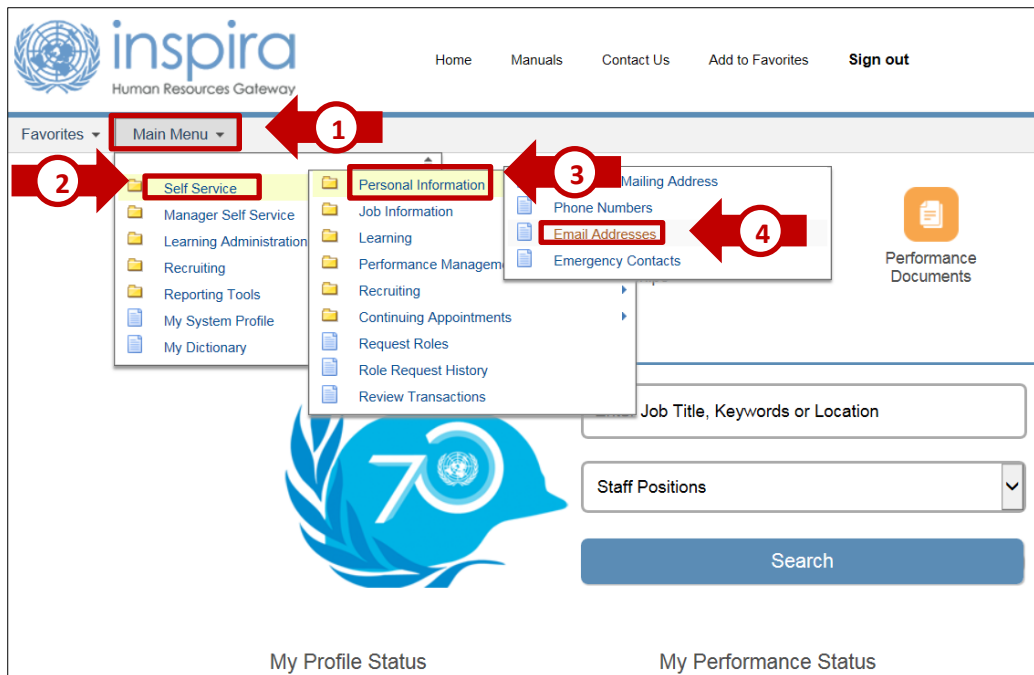 inspira
Human Resources Gateway
Home Manuals Contact Us Add to Favorites Sign out
Favorites Main Menu
1
2
3
4
Self Service
Manager Self Service
Learning Administration
Recruiting
Reporting Tools
My System Profile
My Dictionary
Personal Information
Job Information
Learning
Performance Managem
Recruiting
Continuing Appointments
Request Roles
Role Request History
Review Transactions
Mailing Address
Phone Numbers
Email Addresses
Emergency Contacts
Performance
Documents
70
Job Title, Keywords or Location
Staff Positions
Search
My Profile Status My Performance Status